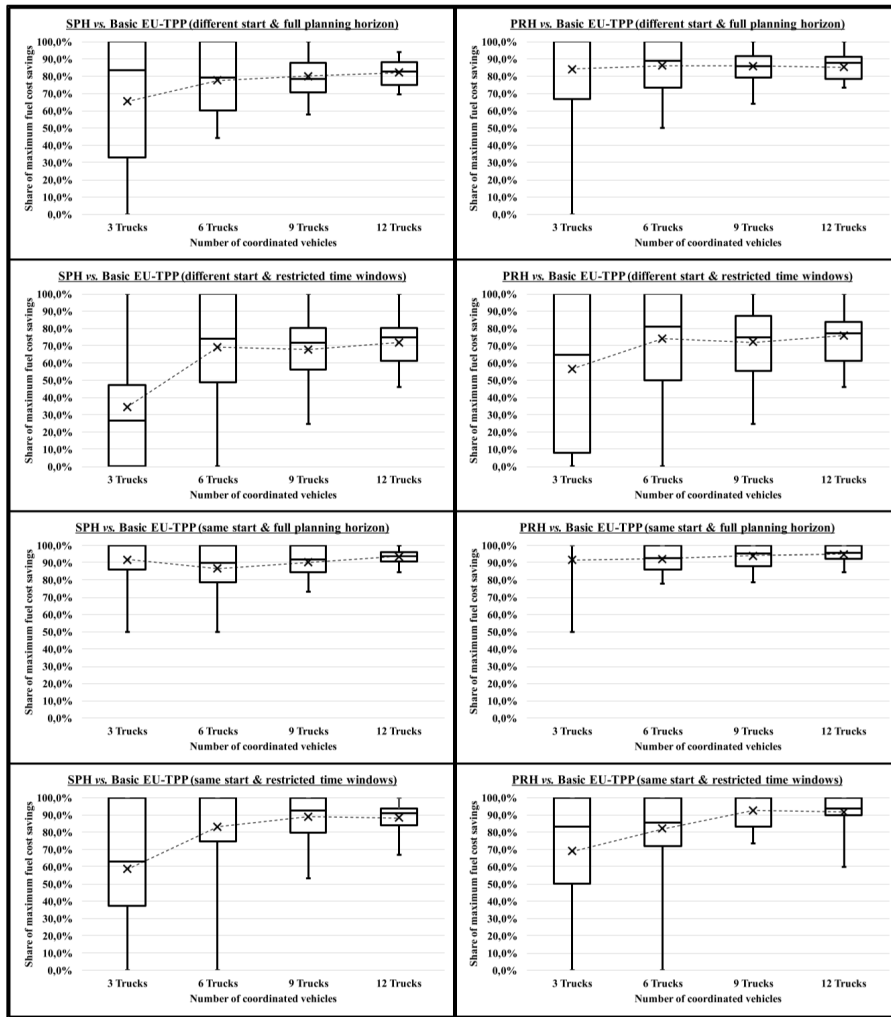 SPH vs. Basic EU-TPP (different start & full planning horizon)
Share of maximum fuel cost savings
100,0%
90,0%
80,0%
70,0%
60,0%
50,0%
40,0%
30,0%
20,0%
10,0%
0,0%
3 Trucks 6 Trucks 9 Trucks 12 Trucks
Number of coordinated vehicles
PRH vs. Basic EU-TPP (different start & full planning horizon)
Share of maximum fuel cost savings
100,0%
90,0%
80,0%
70,0%
60,0%
50,0%
40,0%
30,0%
20,0%
10,0%
0,0%
3 Trucks 6 Trucks 9 Trucks 12 Trucks
Number of coordinated vehicles
SPH vs. Basic EU-TPP (different start & restricted time windows)
Share of maximum fuel cost savings
100,0%
90,0%
80,0%
70,0%
60,0%
50,0%
40,0%
30,0%
20,0%
10,0%
0,0%
3 Trucks 6 Trucks 9 Trucks 12 Trucks
Number of coordinated vehicles
PRH vs. Basic EU-TPP (different start & restricted time windows)
Share of maximum fuel cost savings
100,0%
90,0%
80,0%
70,0%
60,0%
50,0%
40,0%
30,0%
20,0%
10,0%
0,0%
3 Trucks 6 Trucks 9 Trucks 12 Trucks
Number of coordinated vehicles
SPH vs. Basic EU-TPP (same start & full planning horizon)
Share of maximum fuel cost savings
100,0%
90,0%
80,0%
70,0%
60,0%
50,0%
40,0%
30,0%
20,0%
10,0%
0,0%
3 Trucks 6 Trucks 9 Trucks 12 Trucks
Number of coordinated vehicles
PRH vs. Basic EU-TPP (same start & full planning horizon)
Share of maximum fuel cost savings
100,0%
90,0%
80,0%
70,0%
60,0%
50,0%
40,0%
30,0%
20,0%
10,0%
0,0%
3 Trucks 6 Trucks 9 Trucks 12 Trucks
Number of coordinated vehicles
SPH vs. Basic EU-TPP (same start & restricted time windows)
Share of maximum fuel cost savings
100,0%
90,0%
80,0%
70,0%
60,0%
50,0%
40,0%
30,0%
20,0%
10,0%
0,0%
3 Trucks 6 Trucks 9 Trucks 12 Trucks
Number of coordinated vehicles
PRH vs. Basic EU-TPP (same start & restricted time windows)
Share of maximum fuel cost savings
100,0%
90,0%
80,0%
70,0%
60,0%
50,0%
40,0%
30,0%
20,0%
10,0%
0,0%
3 Trucks 6 Trucks 9 Trucks 12 Trucks
Number of coordinated vehicles